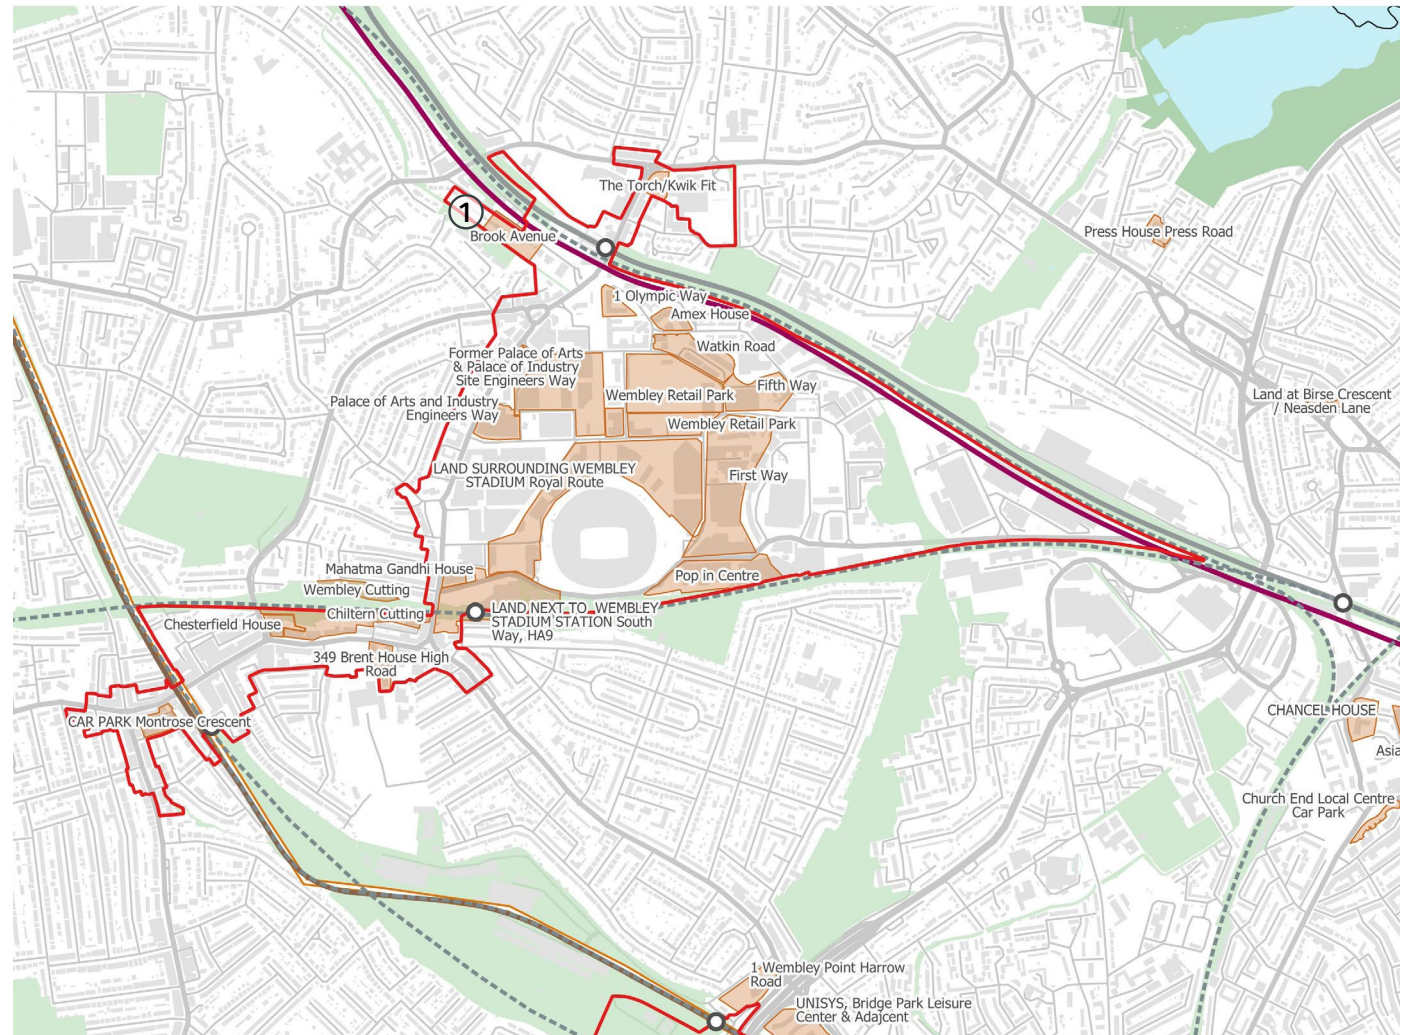 The Torch/Kwik Fit
1
Brook Avenue
Press House Press Road
1 Olympic Way
Amex House
Watkin Road
Former Palace of Arts
& Palace of Industry
Site Engineers Way
Fifth Way
Wembley Retail Park
Land at Birse Crescent
/ Neasden Lane
Palace of Arts and Industry
Engineers Way
Wembley Retail Park
LAND SURROUNDING WEMBLEY
STADIUM Royal Route
First Way
Mahatma Gandhi House
Pop in Centre
Wembley Cutting
Chiltern Cutting
LAND NEXT TO WEMBLEY
STADIUM STATION South
Way, HA9
Chesterfield House
349 Brent House High
Road
CAR PARK Montrose Crescent
CHANCEL HOUSE
Asia
Church End Local Centre
Car Park
1 Wembley Point Harrow
Road
UNISYS, Bridge Park Leisure
Center & Adajcent